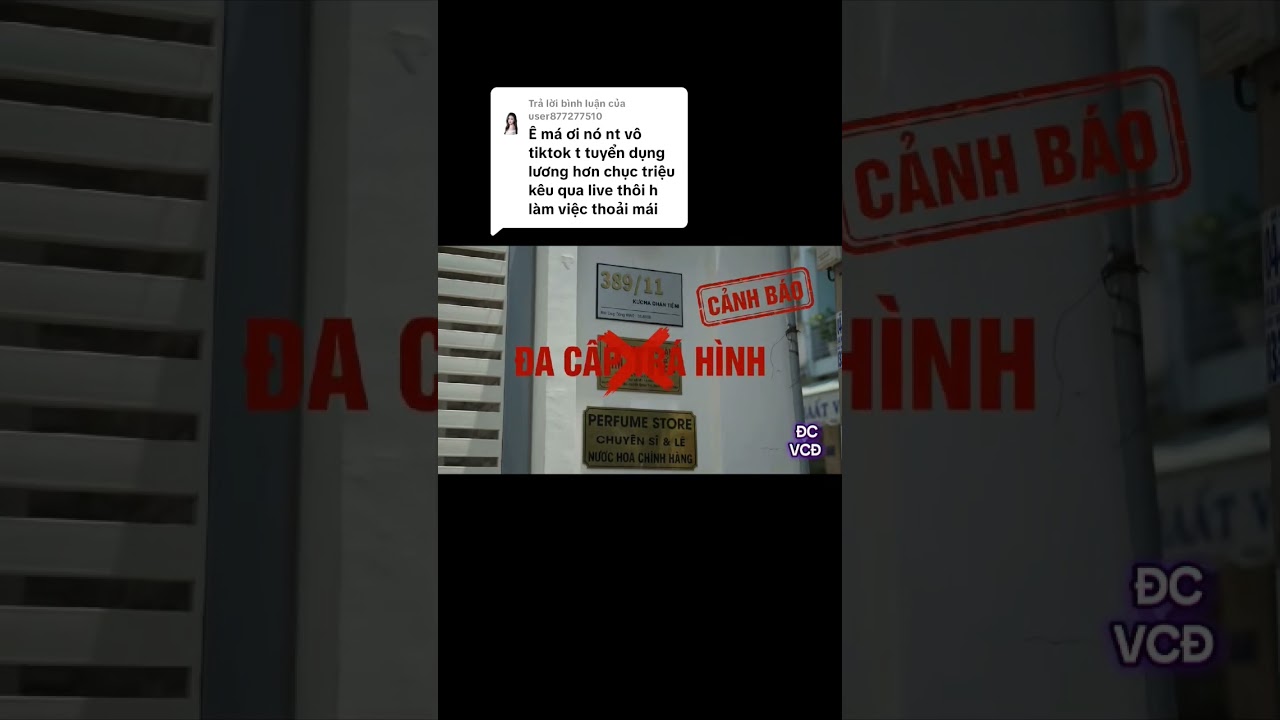 Trả lời bình luận của
user877277510
Ê má ơi nó nt vô
tiktok t tuyển dụng
lương hơn chục triệu
kêu qua live thôi h
làm việc thoải mái
CẢNH BÁO
389/11
CẢNH BÁO
ĐA CẤP TRÁ HÌNH
PERFUME STORE
CHUYÊN SỈ & LẺ
NƯỚC HOA CHÍNH HÃNG
ĐC
VCĐ
ĐA C
HÌNH
ĐC
VCĐ